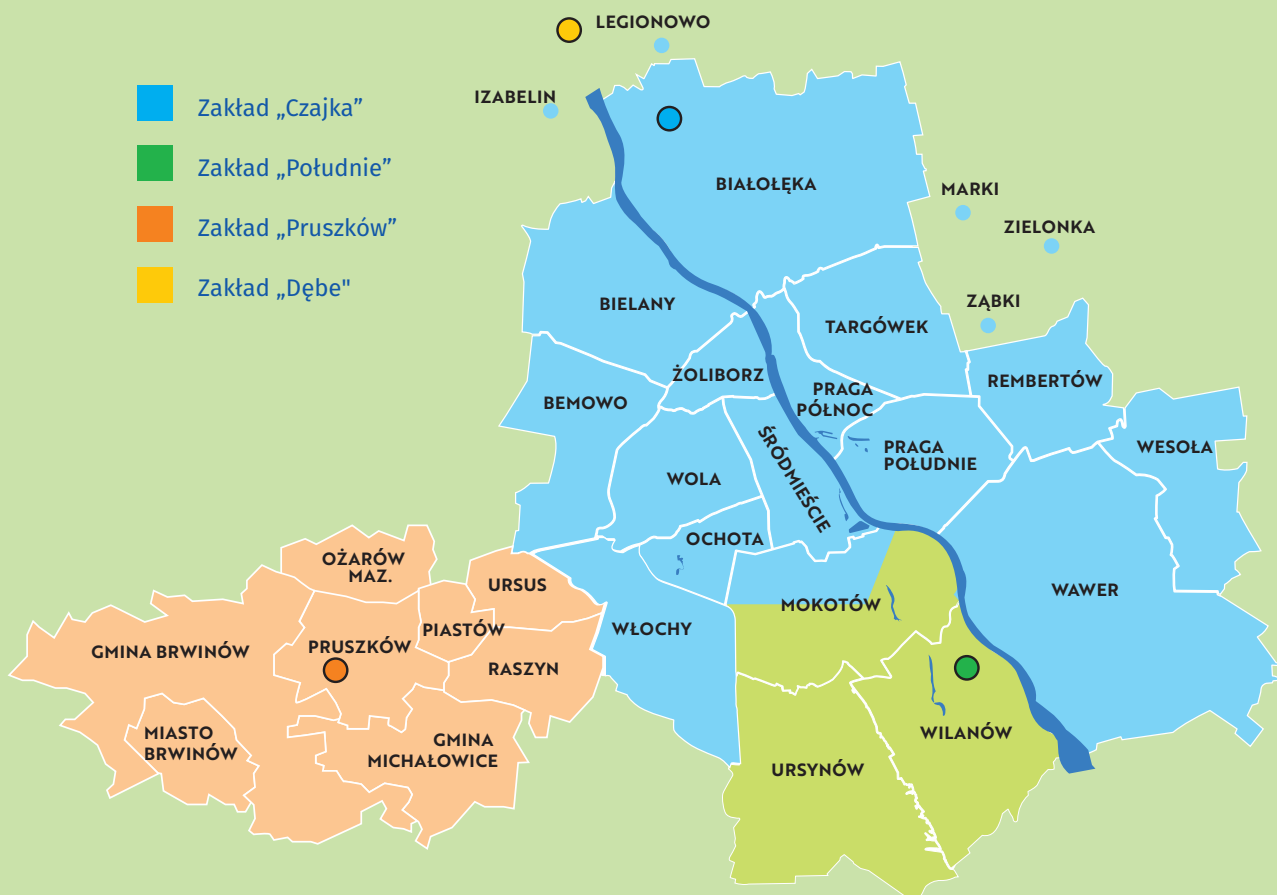 LEGIONOWO
IZABELIN
Zakład „Czajka”
Zakład „Południe”
Zakład „Pruszków”
Zakład „Dębe"
BIAŁOŁĘKA
MARKI
ZIELONKA
ZĄBKI
BIELANY
TARGÓWEK
ŻOLIBORZ
REMBERTÓW
BEMOWO
PRAGA
PÓŁNOC
WESOŁA
PRAGA
POŁUDNIE
WOLA
ŚRÓDMIEŚCIE
OCHOTA
OŻARÓW
MAZ.
URSUS
WAWER
MOKOTÓW
PIASTÓW
WŁOCHY
GMINA BRWINÓW
PRUSZKÓW
RASZYN
MIASTO
BRWINÓW
GMINA
MICHAŁOWICE
WILANÓW
URSYNÓW